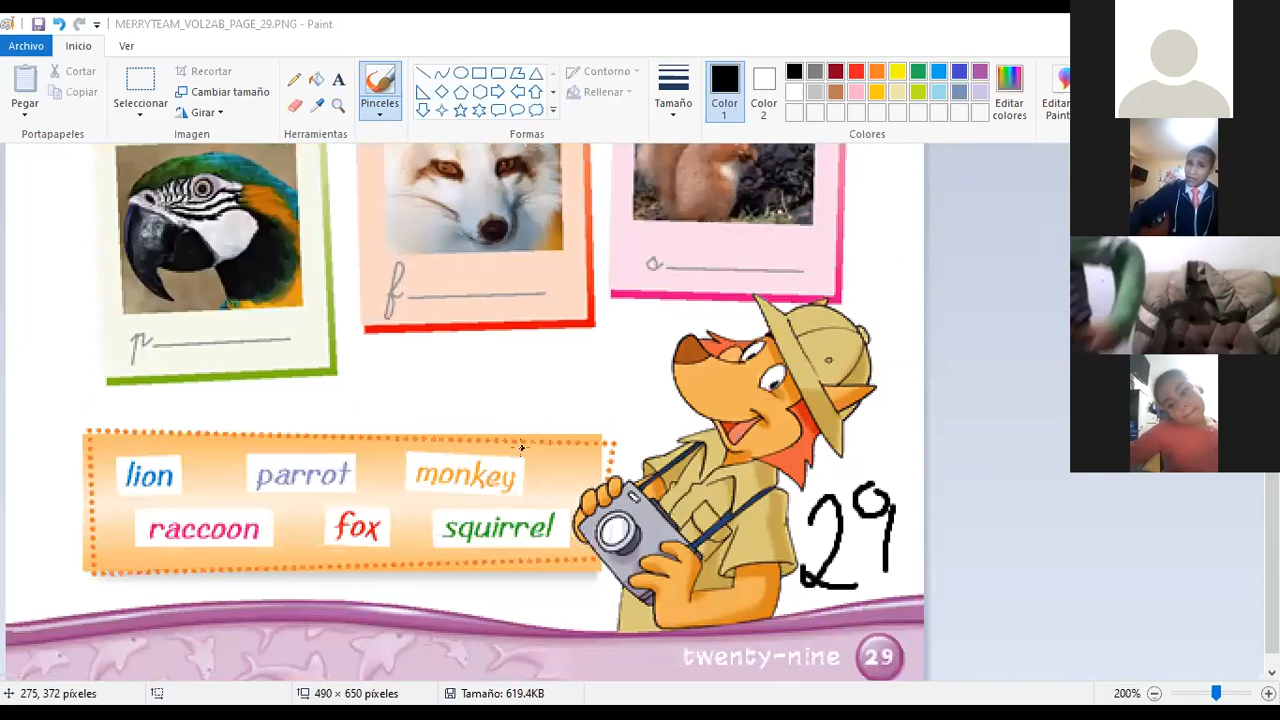 MERRYTEAM_VOL2AB_PAGE_29.PNG - Paint
Archivo Inicio Ver
Pegar
Cortar
Copiar
Portapapeles
Seleccionar
Recortar
Cambiar tamaño
Girar
Imagen
A
Herramientas
Pinceles
Contorno
Rellenar
Formas
Tamaño
Color 1
Color 2
Editar colores
Editar Paint
Colores
p
f
s
lion parrot monkey
raccoon fox squirrel
29
twenty-nine 29
275, 372 píxeles 490 × 650 píxeles Tamaño: 619.4KB 200%